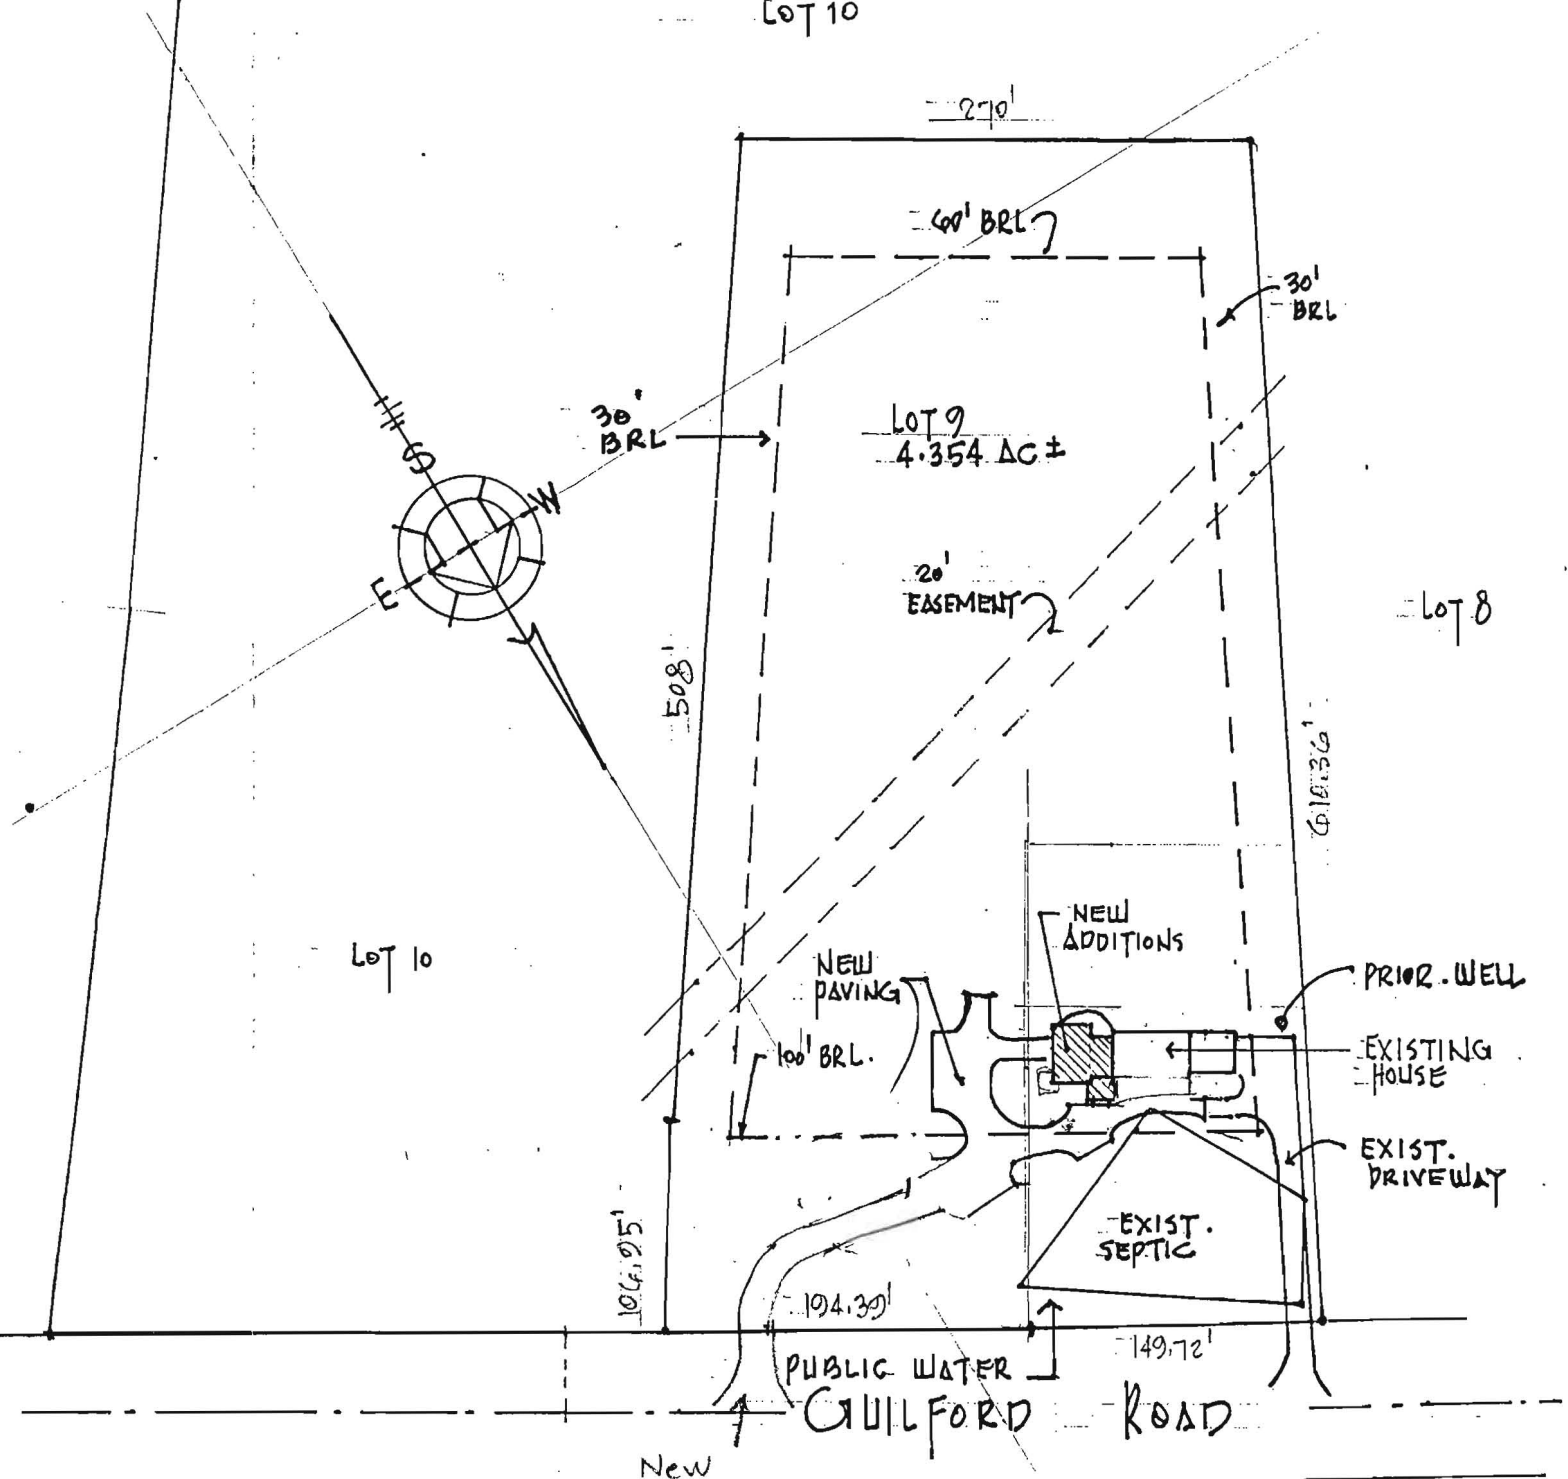 LOT 10
270'
60' BRL
30'
BRL
30'
BRL
LOT 9
4.354 AC ±
S
W
E
20'
EASEMENT
LOT 8
508'
610.36'
NEW
ADDITIONS
LOT 10
NEW
PAVING
PRIOR. WELL
100' BRL.
EXISTING
HOUSE
EXIST.
DRIVEWAY
EXIST.
SEPTIC
194.39'
149.72'
PUBLIC WATER
GUILFORD ROAD
New